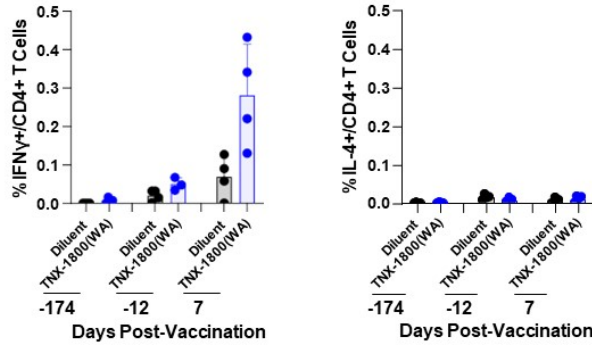 % IFNγ+/CD4+ T Cells
0.5
0.4
0.3
0.2
0.1
0.0
Diluent
TNX-1800(WA)
Diluent
TNX-1800(WA)
Diluent
TNX-1800(WA)
-174
-12
7
Days Post-Vaccination
% IL-4+/CD4+ T Cells
0.5
0.4
0.3
0.2
0.1
0.0
Diluent
TNX-1800(WA)
Diluent
TNX-1800(WA)
Diluent
TNX-1800(WA)
-174
-12
7
Days Post-Vaccination